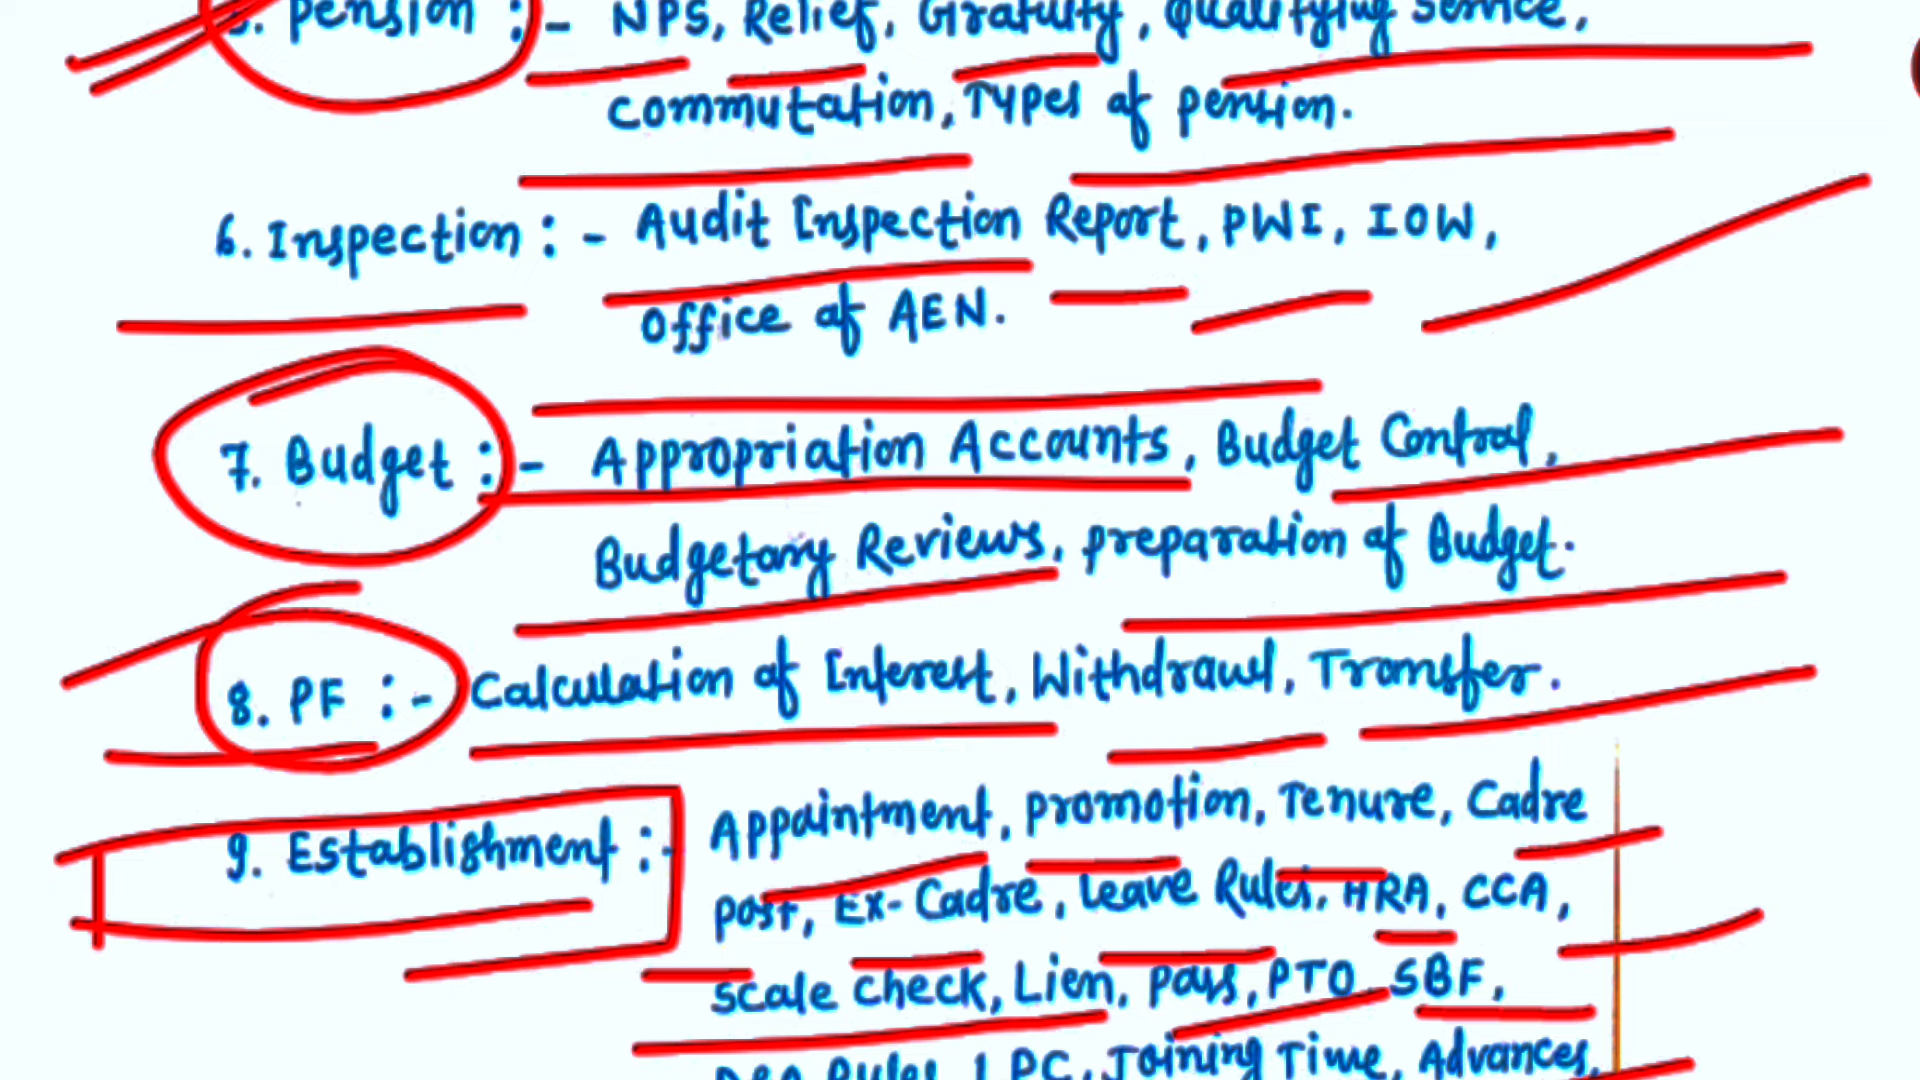 5. Pension :- NPS, Relief, Gratuity, Qualifying Service,
Commutation, Types of pension.
6. Inspection :- Audit Inspection Report, PWI, IOW,
Office of AEN.
7. Budget :- Appropriation Accounts, Budget Control,
Budgetary Reviews, preparation of Budget.
8. PF :- Calculation of Interest, Withdrawl, Transfer.
9. Establishment :- Appointment, promotion, Tenure, Cadre
post, Ex-Cadre, Leave Rules, HRA, CCA,
Scale check, Lien, Pass, PTO, SBF,
Rules, LPC, Joining Time, Advances,